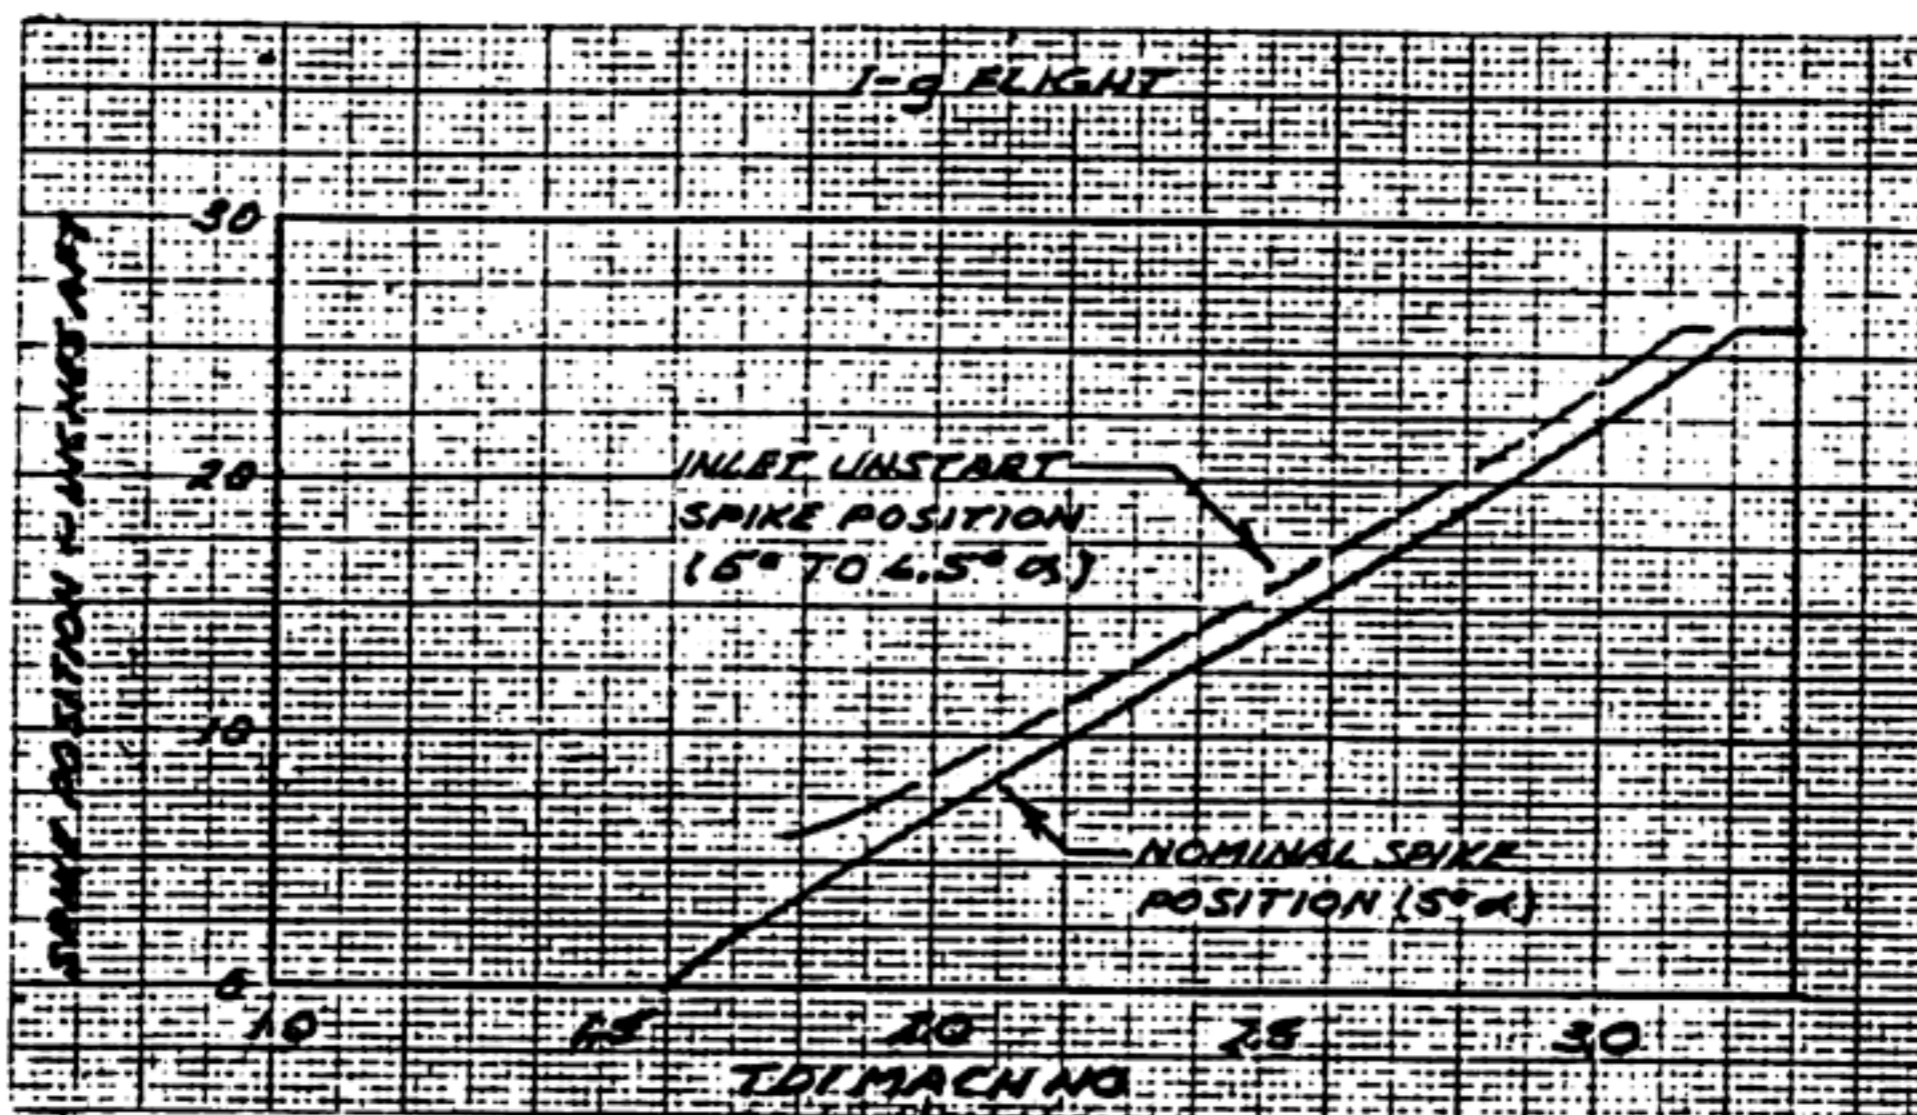 1-g FLIGHT
30
20
10
0
SPIKE POSITION ~ INCHES AFT
INLET UNSTART
SPIKE POSITION
(5° TO 6.5° α)
NOMINAL SPIKE
POSITION (5° α)
1.0 1.5 2.0 2.5 3.0
TDI MACH NO